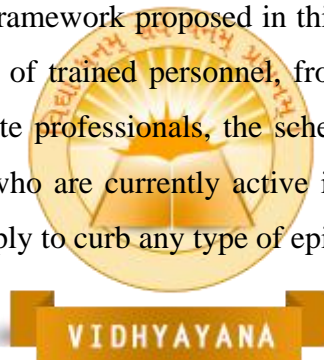 ramework proposed in thi
of trained personnel, fro
te professionals, the sche
who are currently active i
ply to curb any type of epi
VIDHYAYANA